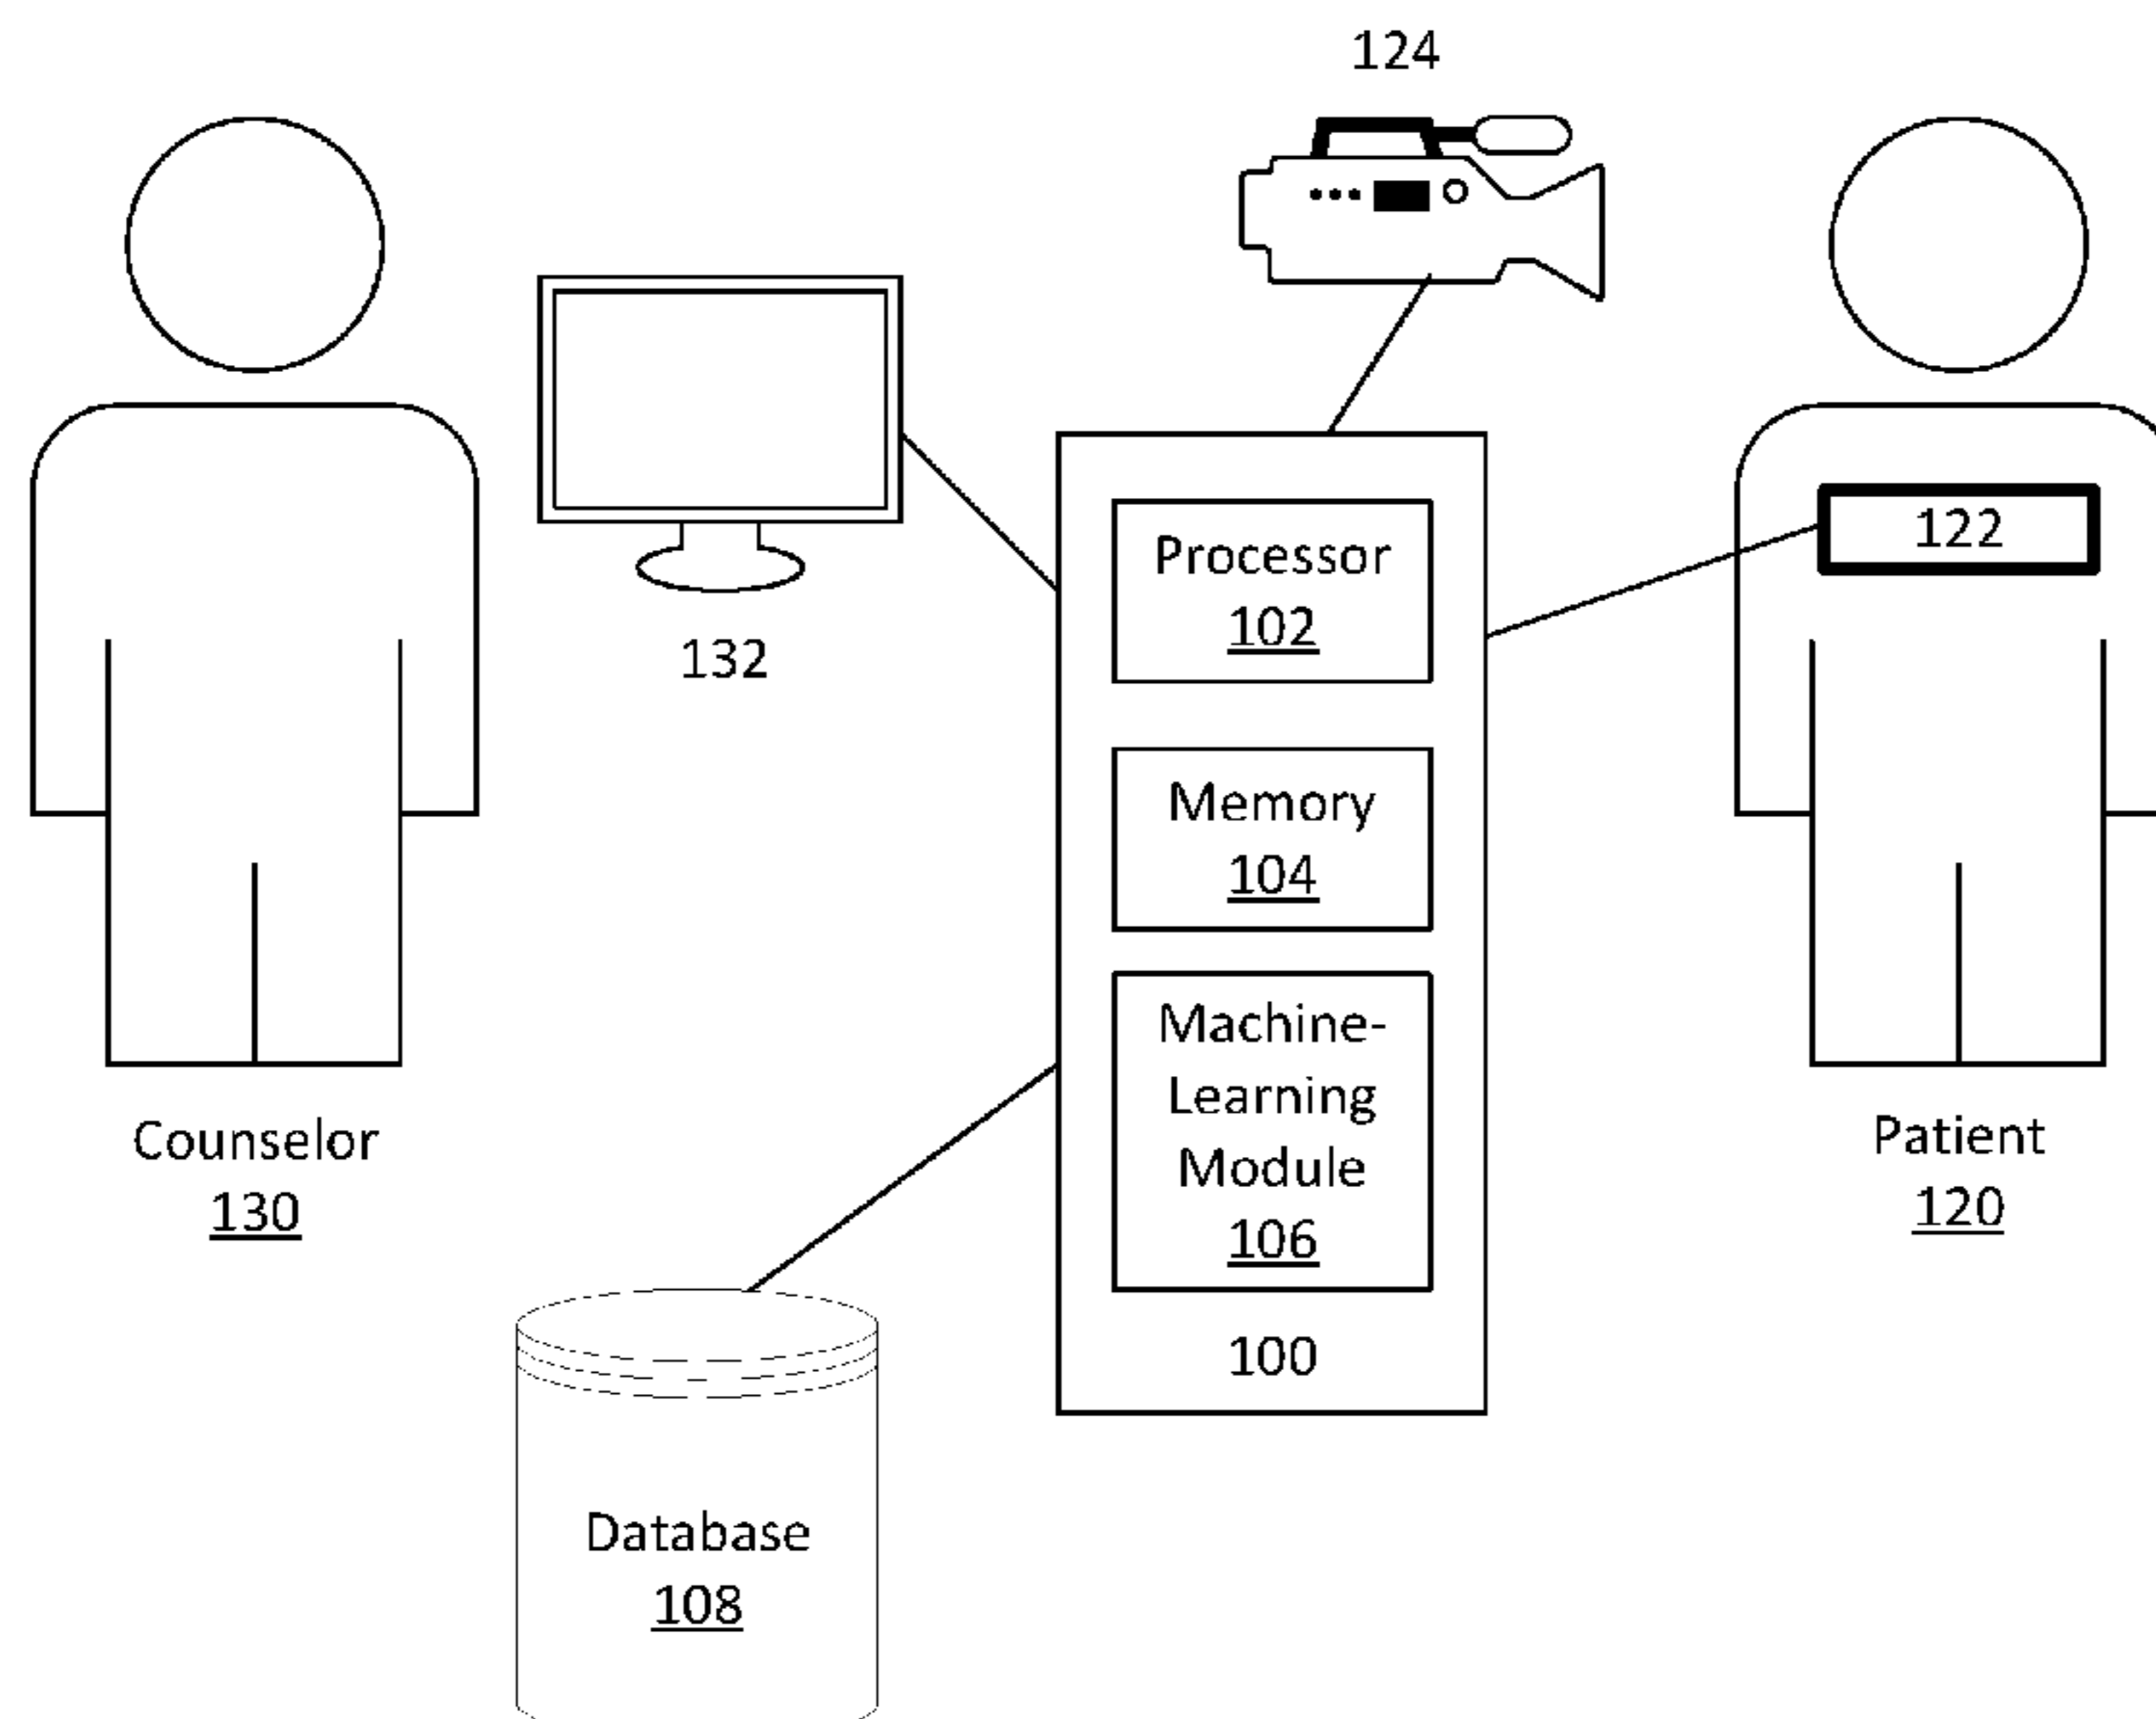 124
122
Processor
102
132
Memory
104
Machine-
Learning
Module
106
Counselor
130
Patient
120
100
Database
108